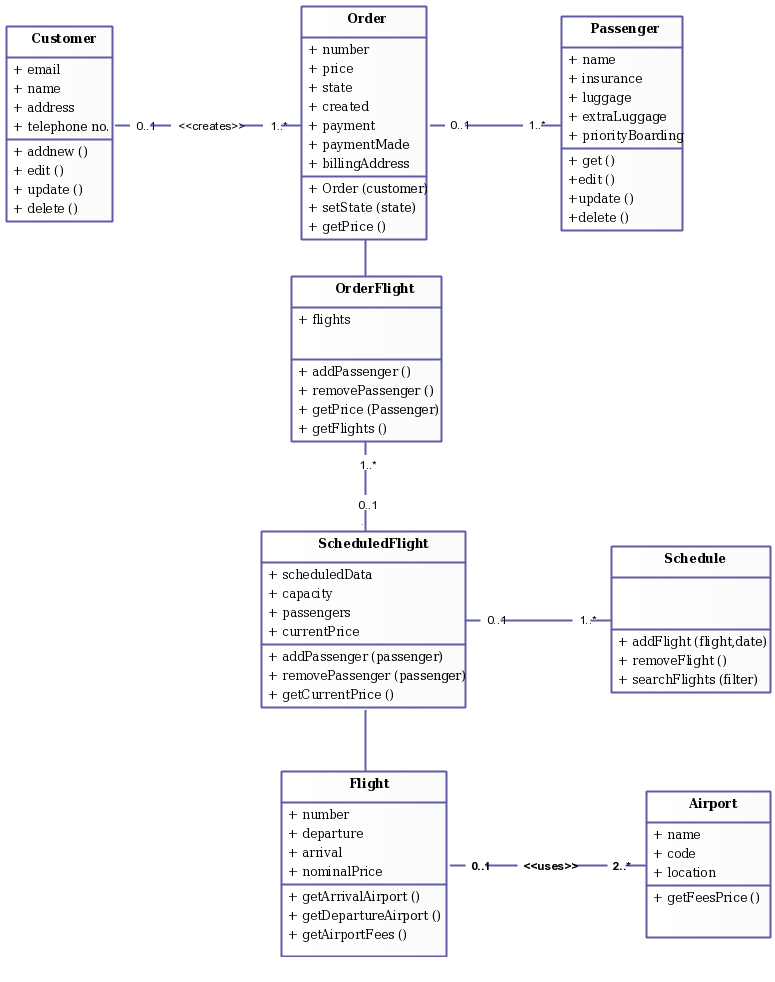 Customer
+ email
+ name
+ address
+ telephone no.
+ addnew ()
+ edit ()
+ update ()
+ delete ()
0..1
<<creates>>
1..*
Order
+ number
+ price
+ state
+ created
+ payment
+ paymentMade
+ billingAddress
+ Order (customer)
+ setState (state)
+ getPrice ()
0..1
1..*
Passenger
+ name
+ insurance
+ luggage
+ extraLuggage
+ priorityBoarding
+ get ()
+edit ()
+update ()
+delete ()
OrderFlight
+ flights
+ addPassenger ()
+ removePassenger ()
+ getPrice (Passenger)
+ getFlights ()
1..*
0..1
ScheduledFlight
+ scheduledData
+ capacity
+ passengers
+ currentPrice
+ addPassenger (passenger)
+ removePassenger (passenger)
+ getCurrentPrice ()
0..1
1..*
Schedule
+ addFlight (flight,date)
+ removeFlight ()
+ searchFlights (filter)
Flight
+ number
+ departure
+ arrival
+ nominalPrice
+ getArrivalAirport ()
+ getDepartureAirport ()
+ getAirportFees ()
0..1
<<uses>>
2..*
Airport
+ name
+ code
+ location
+ getFeesPrice ()